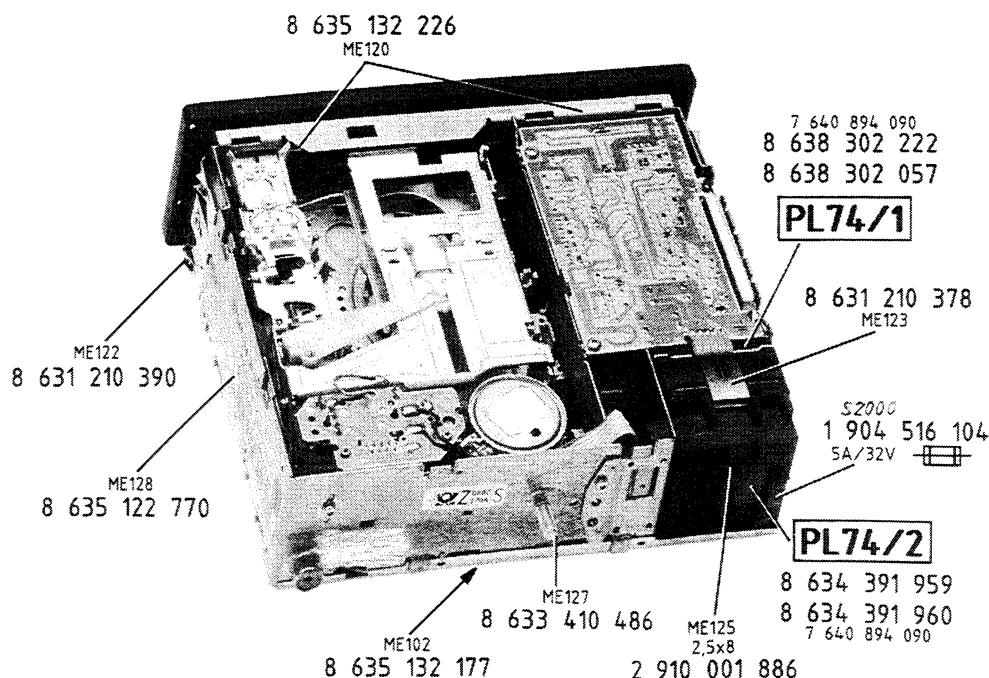 8 635 132 226
ME120
7 640 894 090
8 638 302 222
8 638 302 057
PL74/1
8 631 210 378
ME123
ME122
8 631 210 390
S2000
1 904 516 104
5A/32V
ME128
8 635 122 770
Z S
PL74/2
8 634 391 959
8 634 391 960
7 640 894 090
ME127
8 633 410 486
ME125
2,5x8
2 910 001 886
ME102
8 635 132 177